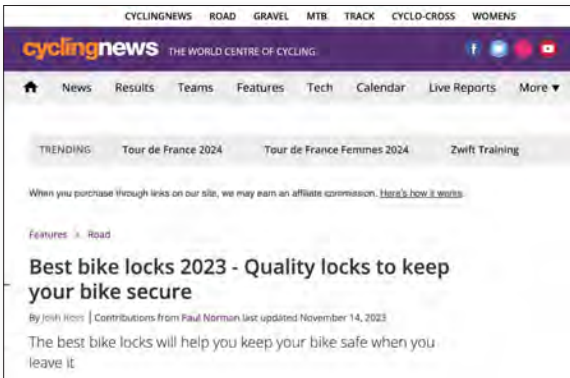 CYCLINGNEWS ROAD GRAVEL MTB TRACK CYCLO-CROSS WOMENS
cyclingnews THE WORLD CENTRE OF CYCLING
News Results Teams Features Tech Calendar Live Reports More ▼
TRENDING Tour de France 2024 Tour de France Femmes 2024 Zwift Training
When you purchase through links on our site, we may earn an affiliate commission. Here's how it works.
Features > Road
Best bike locks 2023 - Quality locks to keep
your bike secure
By Josh Ross | Contributions from Paul Norman last updated November 14, 2023
The best bike locks will help you keep your bike safe when you
leave it